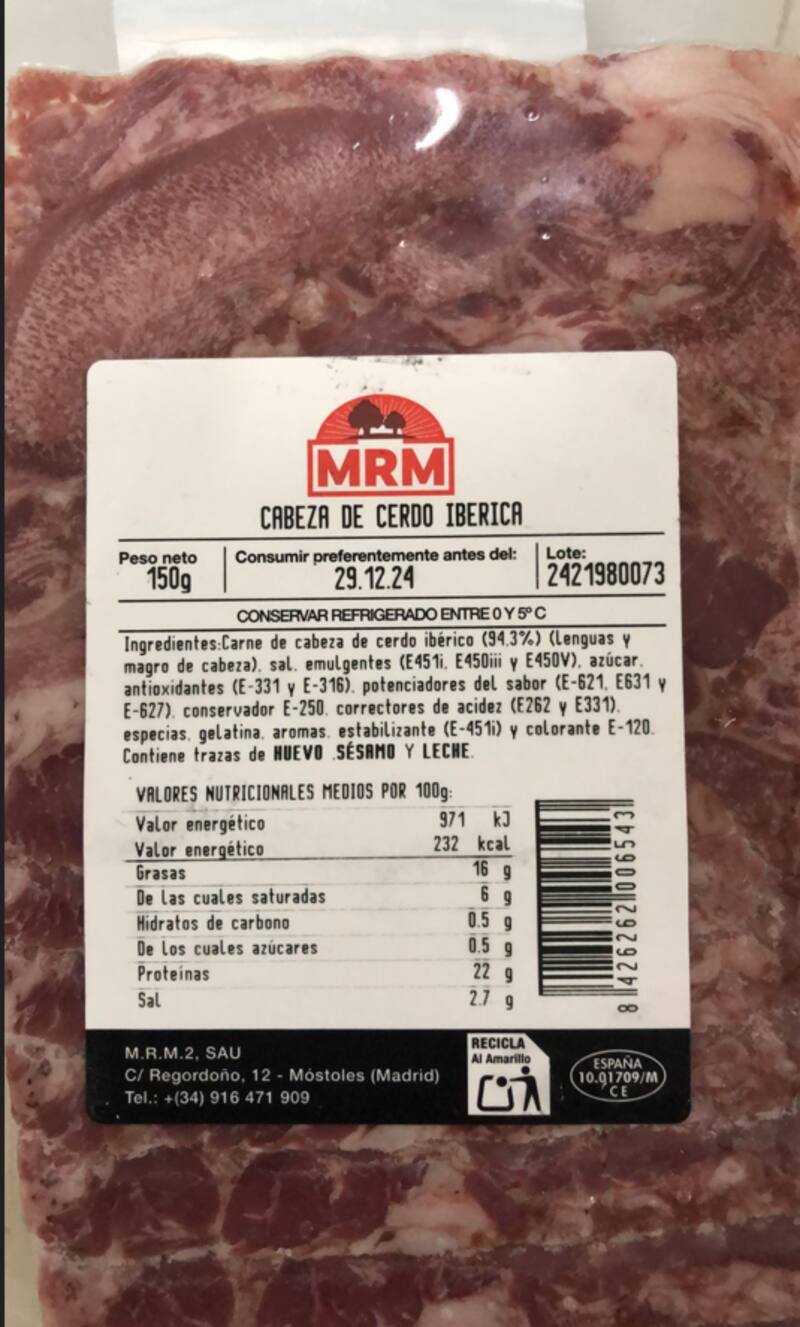 MRM
CABEZA DE CERDO IBERICA
Peso neto
150g
Consumir preferentemente antes del:
29.12.24
Lote:
2421980073
CONSERVAR REFRIGERADO ENTRE 0 Y 5º C
Ingredientes:Carne de cabeza de cerdo ibérico (94.3%) (lenguas y
magro de cabeza), sal, emulgentes (E451i, E450iii y E450V), azúcar,
antioxidantes (E-331 y E-316), potenciadores del sabor (E-621, E631 y
E-627), conservador E-250, correctores de acidez (E262 y E331),
especias, gelatina, aromas, estabilizante (E-451i) y colorante E-120.
Contiene trazas de HUEVO ,SÉSAMO Y LECHE.
VALORES NUTRICIONALES MEDIOS POR 100g:
Valor energético 971 kJ
Valor energético 232 kcal
Grasas 16 g
De las cuales saturadas 6 g
Hidratos de carbono 0.5 g
De los cuales azúcares 0.5 g
Proteínas 22 g
Sal 2.7 g
8 426262 006543
M.R.M.2, SAU
C/ Regordoño, 12 - Móstoles (Madrid)
Tel.: +(34) 916 471 909
RECICLA
Al Amarillo
ESPAÑA
10.01709/M
CE